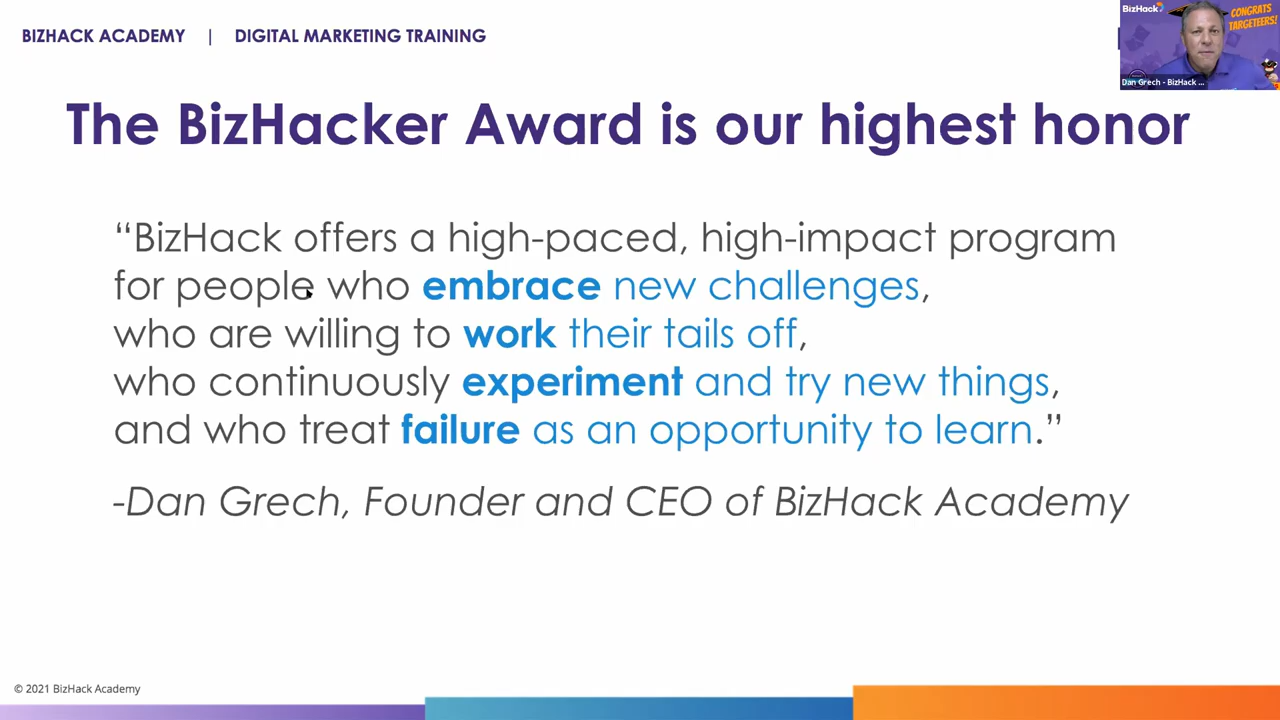 BIZHACK ACADEMY | DIGITAL MARKETING TRAINING
BizHack
CONGRATS
TARGETEERS!
Dan Grech - BizHack ...
The BizHacker Award is our highest honor
“BizHack offers a high-paced, high-impact program
for people who embrace new challenges,
who are willing to work their tails off,
who continuously experiment and try new things,
and who treat failure as an opportunity to learn.”
-Dan Grech, Founder and CEO of BizHack Academy
© 2021 BizHack Academy